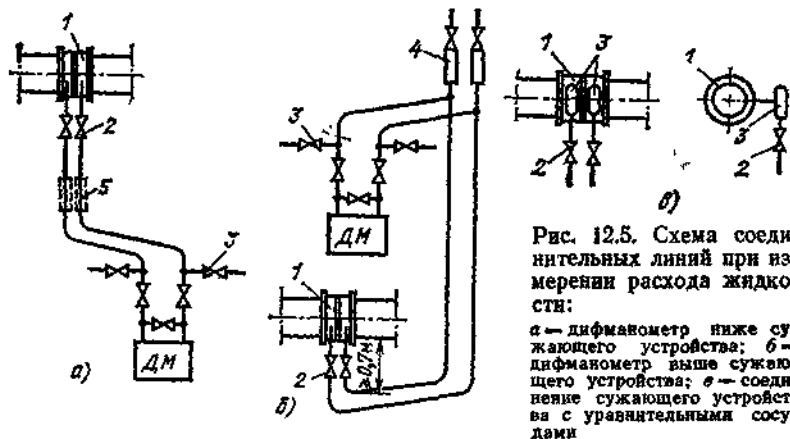 1
2
5
3
ДМ
а)
4
3
ДМ
1
2
≥0,7м
б)
1
3
2
1
3
2
в)
Рис. 12.5. Схема соеди
нительных линий при из
мерении расхода жидко
сти:
а — дифманометр ниже су
жающего устройства; б —
дифманометр выше сужаю
щего устройства; в — соеди
нение сужающего устройст
ва с уравнительными сосу
дами